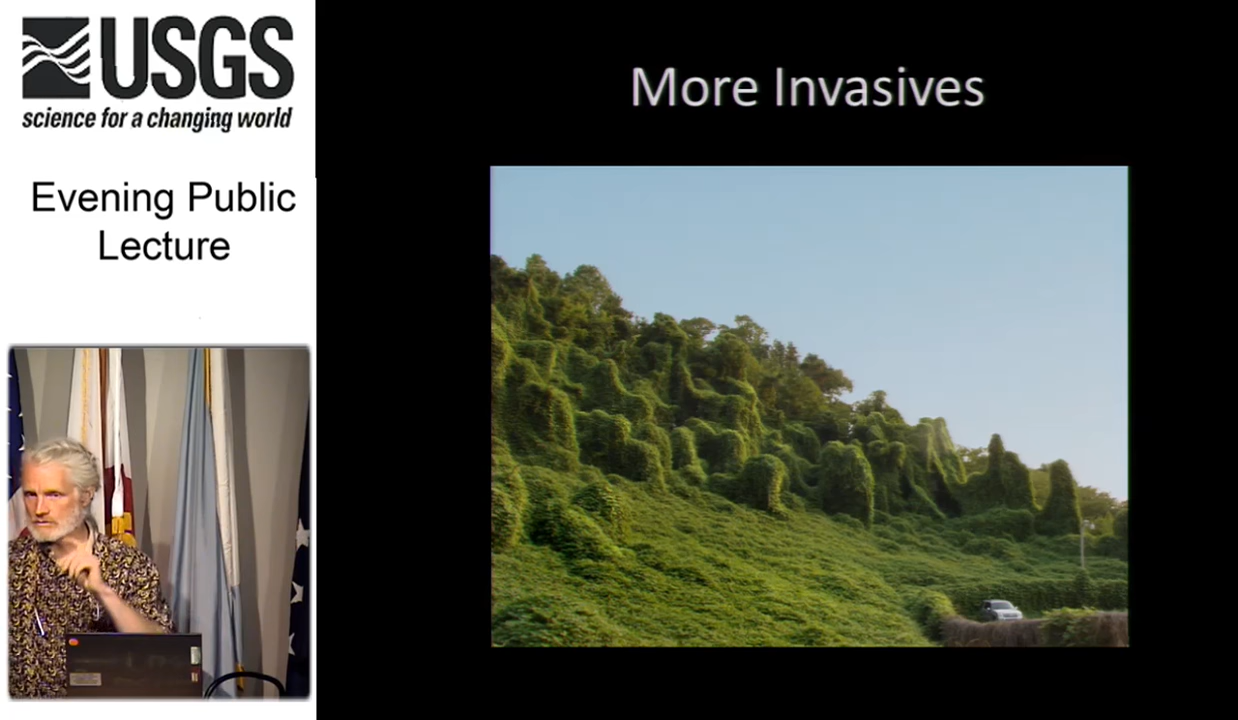 USGS
science for a changing world
Evening Public
Lecture
More Invasives